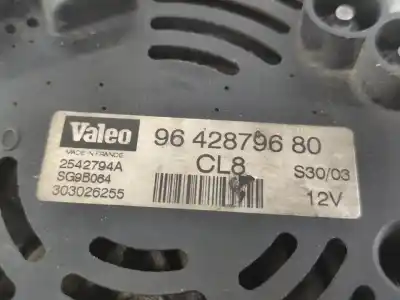 Valeo
MADE IN FRANCE
96 428796 80
2542794A
CL8
S30/03
SG9B064
303026255
12V